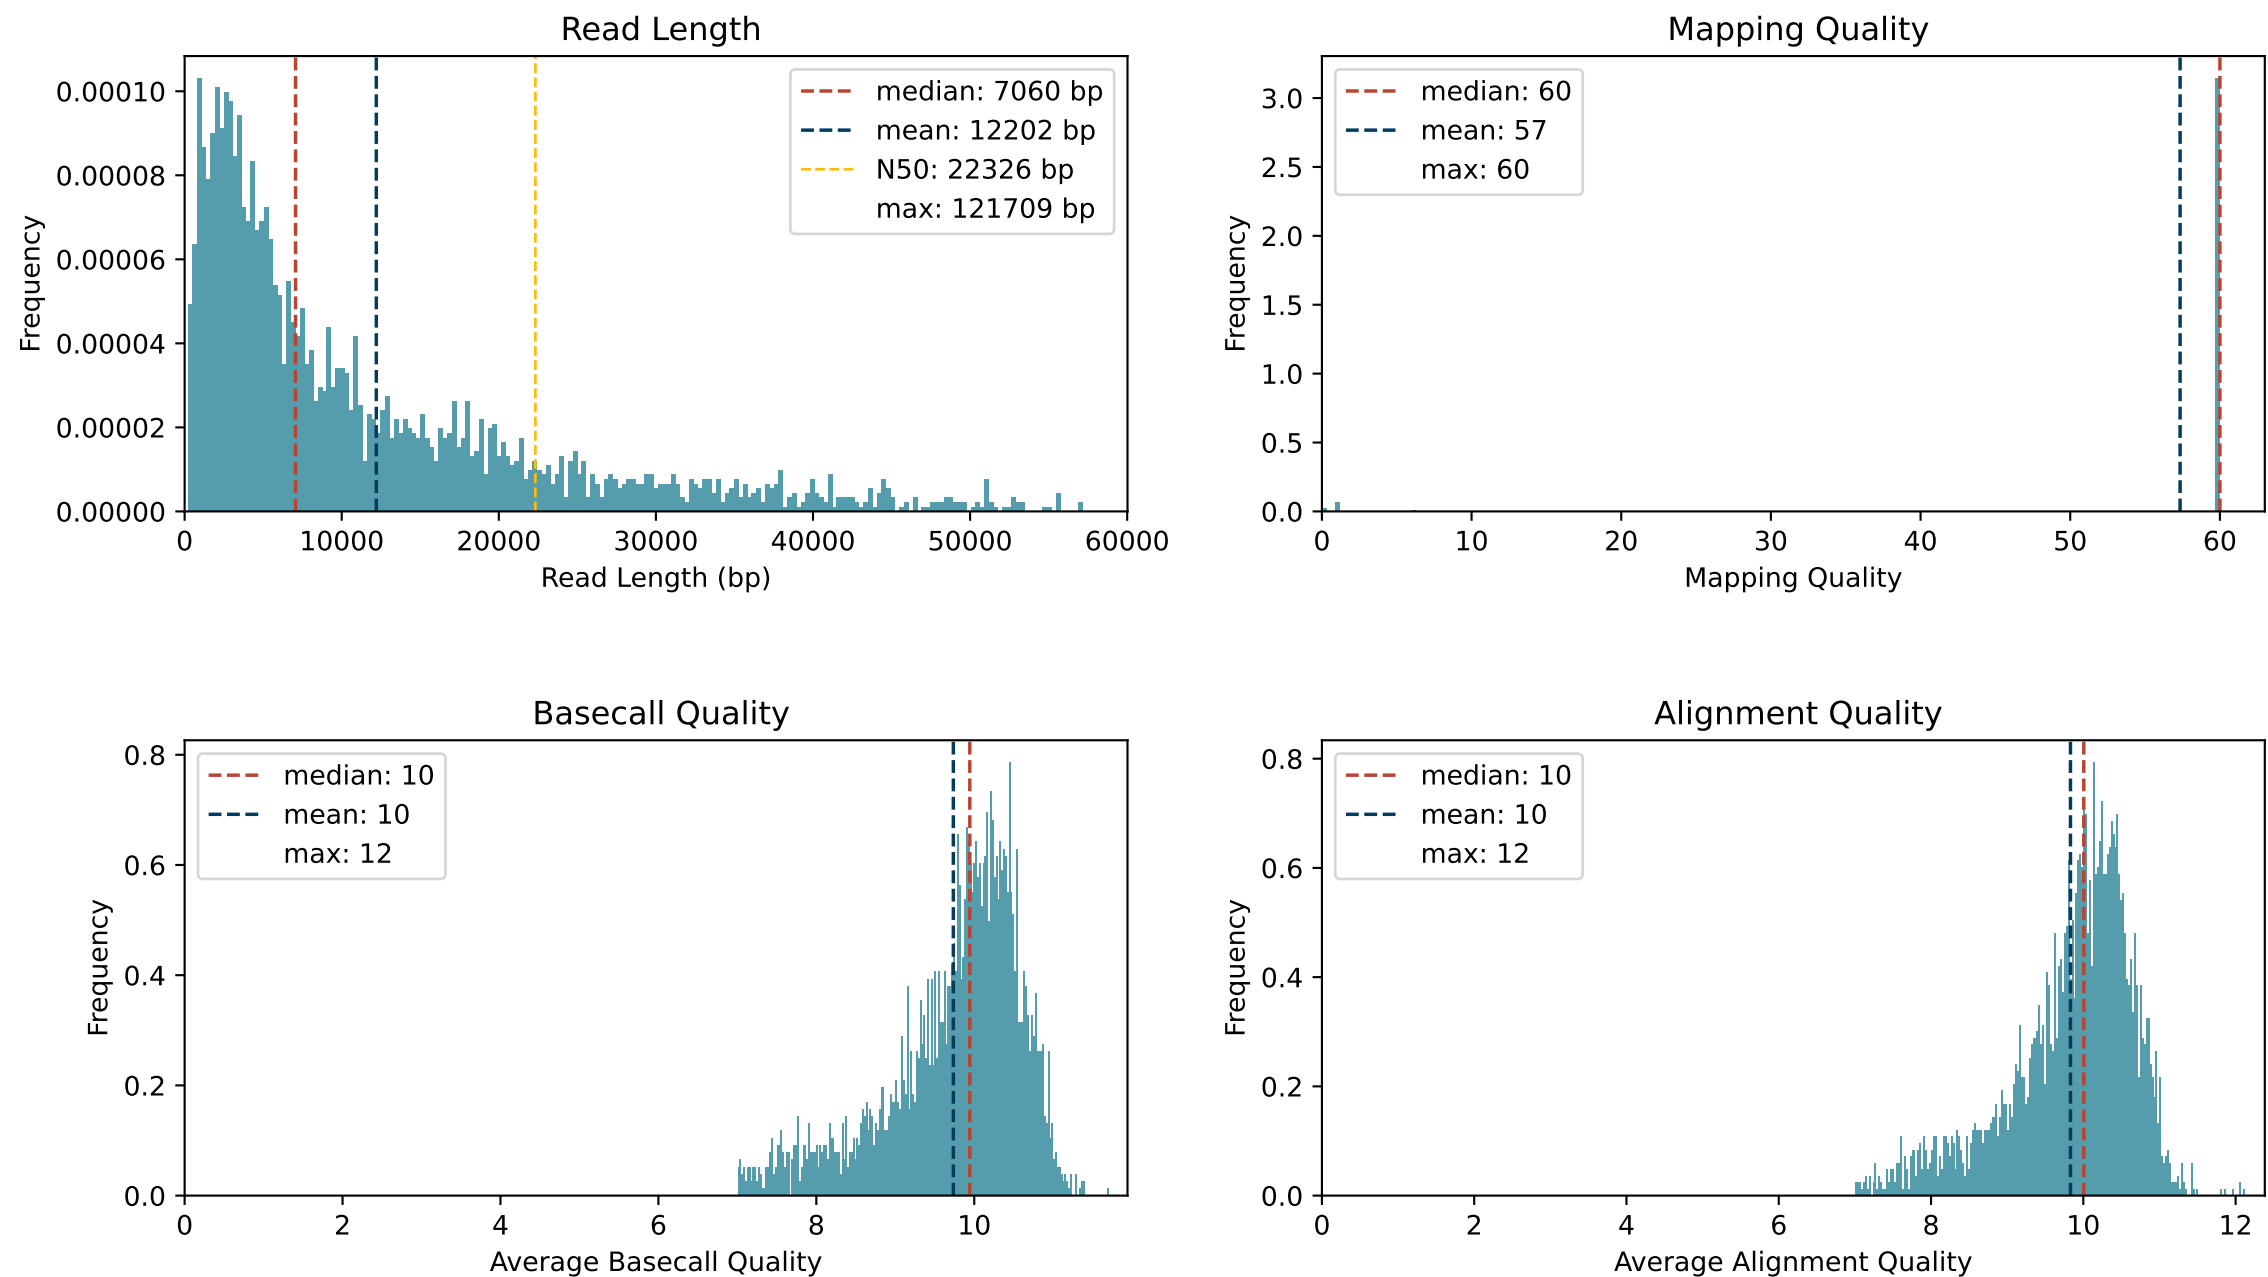 Read Length
0.00010
0.00008
0.00006
0.00004
0.00002
0.00000
Frequency
median: 7060 bp
mean: 12202 bp
N50: 22326 bp
max: 121709 bp
0 10000 20000 30000 40000 50000 60000
Read Length (bp)
Mapping Quality
3.0
2.5
2.0
1.5
1.0
0.5
0.0
Frequency
median: 60
mean: 57
max: 60
0 10 20 30 40 50 60
Mapping Quality
Basecall Quality
0.8
0.6
0.4
0.2
0.0
Frequency
median: 10
mean: 10
max: 12
0 2 4 6 8 10
Average Basecall Quality
Alignment Quality
0.8
0.6
0.4
0.2
0.0
Frequency
median: 10
mean: 10
max: 12
0 2 4 6 8 10 12
Average Alignment Quality